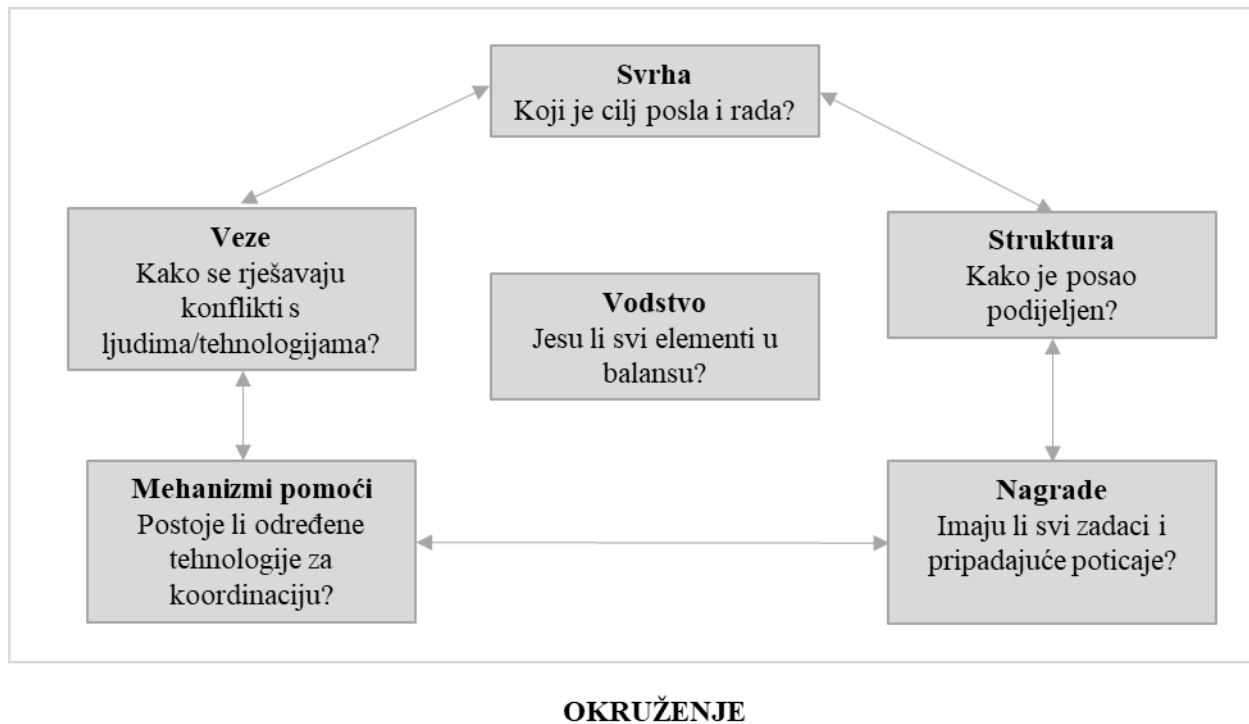 Svrha
Koji je cilj posla i rada?
Veze
Kako se rješavaju
konflikti s
ljudima/tehnologijama?
Vodstvo
Jesu li svi elementi u
balansu?
Struktura
Kako je posao
podijeljen?
Mehanizmi pomoći
Postoje li određene
tehnologije za
koordinaciju?
Nagrade
Imaju li svi zadaci i
pripadajuće poticaje?
OKRUŽENJE